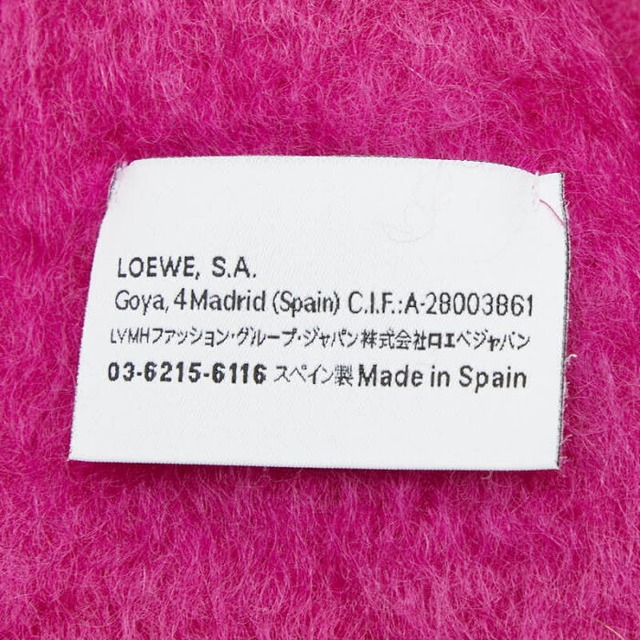 LOEWE, S.A.
Goya, 4 Madrid (Spain) C.I.F.:A-28003861
LVMHファッション・グループ・ジャパン株式会社ロエベジャパン
03-6215-6116 スペイン製 Made in Spain